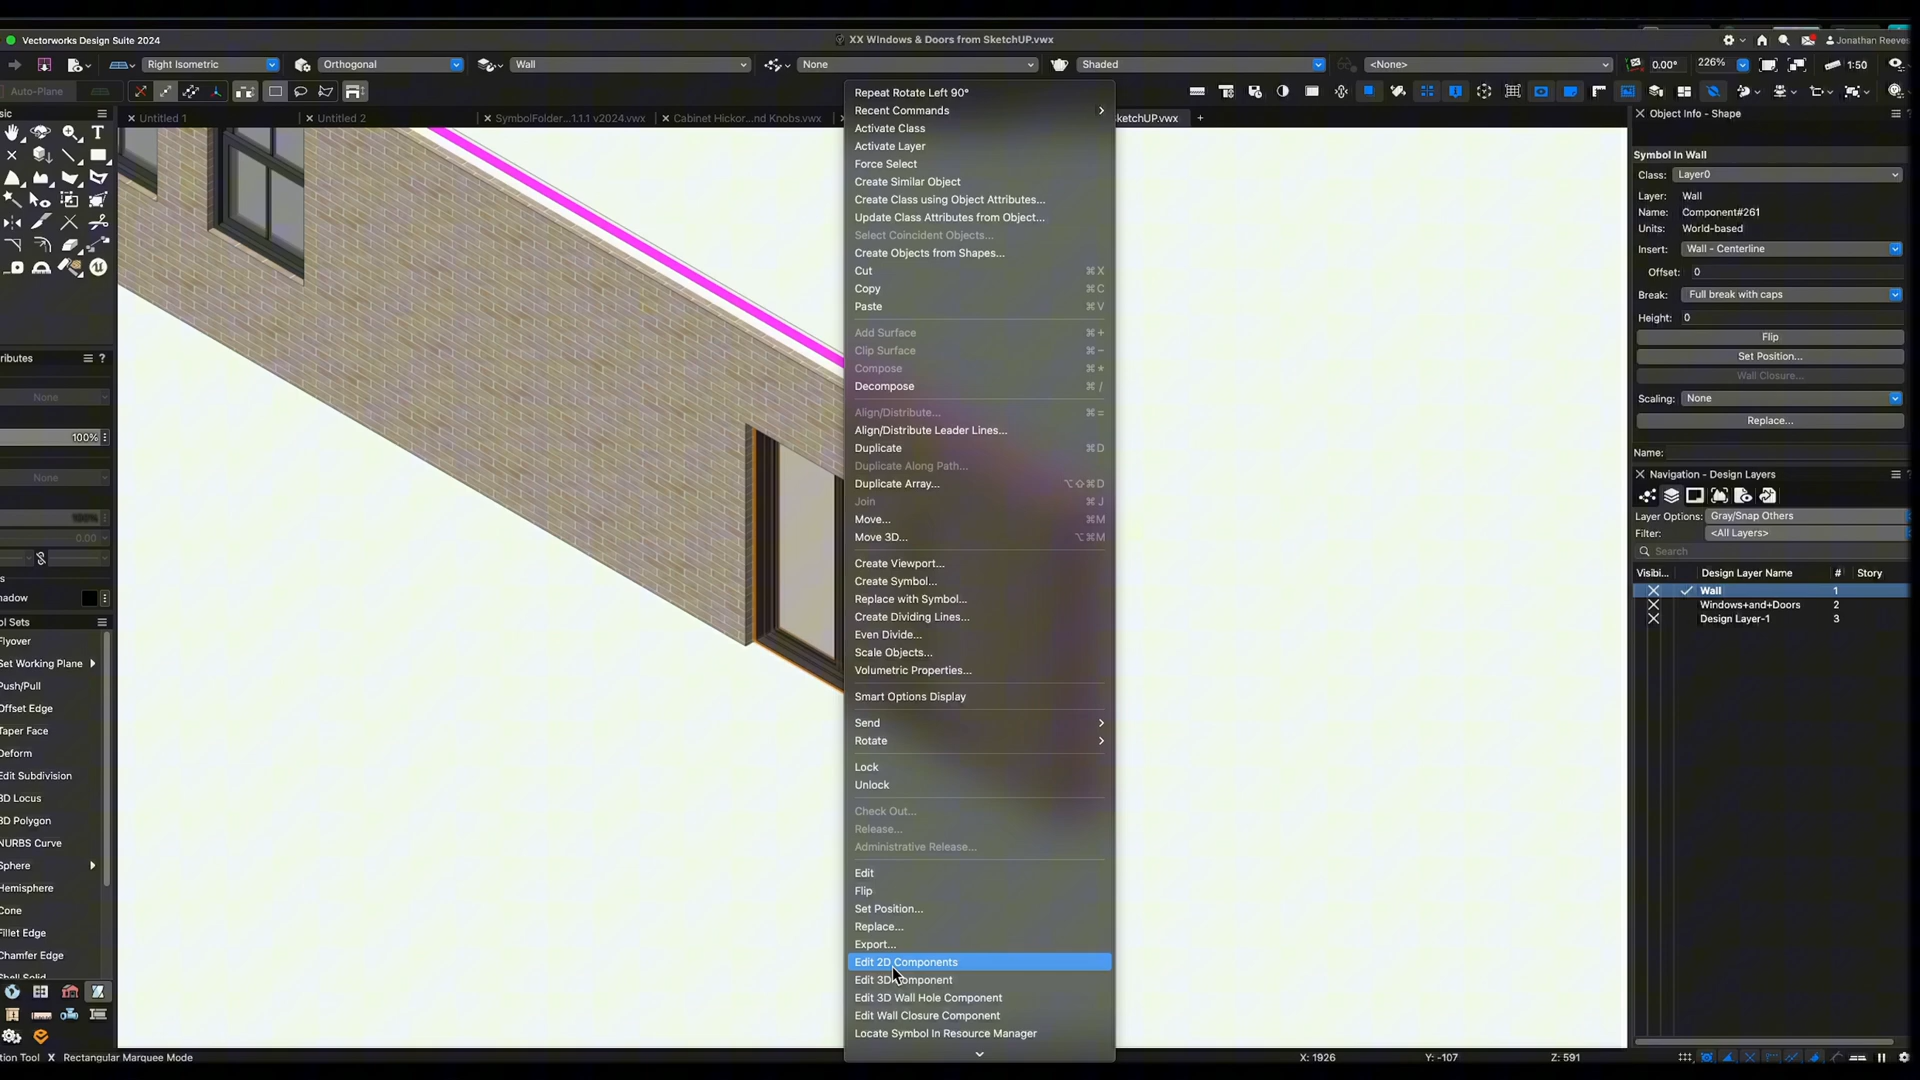 Vectorworks Design Suite 2024
XX Windows & Doors from SketchUP.vwx
Jonathan Reeves
Right Isometric
Orthogonal
Wall
None
Shaded
<None>
0.00°
226%
1:50
Auto-Plane
Untitled 1
Untitled 2
SymbolFolder...1.1.1 v2024.vwx
Cabinet Hickor...nd Knobs.vwx
ketchUP.vwx
+
sic
Repeat Rotate Left 90°
Recent Commands
Activate Class
Activate Layer
Force Select
Create Similar Object
Create Class using Object Attributes...
Update Class Attributes from Object...
Select Coincident Objects...
Create Objects from Shapes...
Cut ⌘X
Copy ⌘C
Paste ⌘V
Add Surface ⌘+
Clip Surface ⌘−
Compose ⌘*
Decompose ⌘/
Align/Distribute... ⌘=
Align/Distribute Leader Lines...
Duplicate ⌘D
Duplicate Along Path...
Duplicate Array... ⌥⇧⌘D
Join ⌘J
Move... ⌘M
Move 3D... ⌥⌘M
Create Viewport...
Create Symbol...
Replace with Symbol...
Create Dividing Lines...
Even Divide...
Scale Objects...
Volumetric Properties...
Smart Options Display
Send
Rotate
Lock
Unlock
Check Out...
Release...
Administrative Release...
Edit
Flip
Set Position...
Replace...
Export...
Edit 2D Components
Edit 3D Component
Edit 3D Wall Hole Component
Edit Wall Closure Component
Locate Symbol In Resource Manager
ributes
None
100%
None
100%
0.00
s
hadow
ol Sets
Flyover
Set Working Plane
Push/Pull
Offset Edge
Taper Face
Deform
Edit Subdivision
3D Locus
3D Polygon
NURBS Curve
Sphere
Hemisphere
Cone
Fillet Edge
Chamfer Edge
Shell Solid
Object Info - Shape
Symbol In Wall
Class: Layer0
Layer: Wall
Name: Component#261
Units: World-based
Insert: Wall - Centerline
Offset: 0
Break: Full break with caps
Height: 0
Flip
Set Position...
Wall Closure...
Scaling: None
Replace...
Name:
Navigation - Design Layers
Layer Options: Gray/Snap Others
Filter: <All Layers>
Search
Visibi... Design Layer Name # Story
Wall 1
Windows+and+Doors 2
Design Layer-1 3
tion Tool X Rectangular Marquee Mode
X: 1926 Y: -107 Z: 591